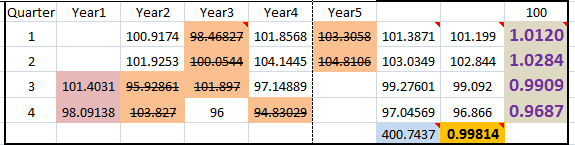 Quarter Year1 Year2 Year3 Year4 Year5 100
1 100.9174 98.46827 101.8568 103.3058 101.3871 101.199 1.0120
2 101.9253 100.0544 104.1445 104.8106 103.0349 102.844 1.0284
3 101.4031 95.92861 101.897 97.14889 99.27601 99.092 0.9909
4 98.09138 103.827 96 94.83029 97.04569 96.866 0.9687
400.7437 0.99814